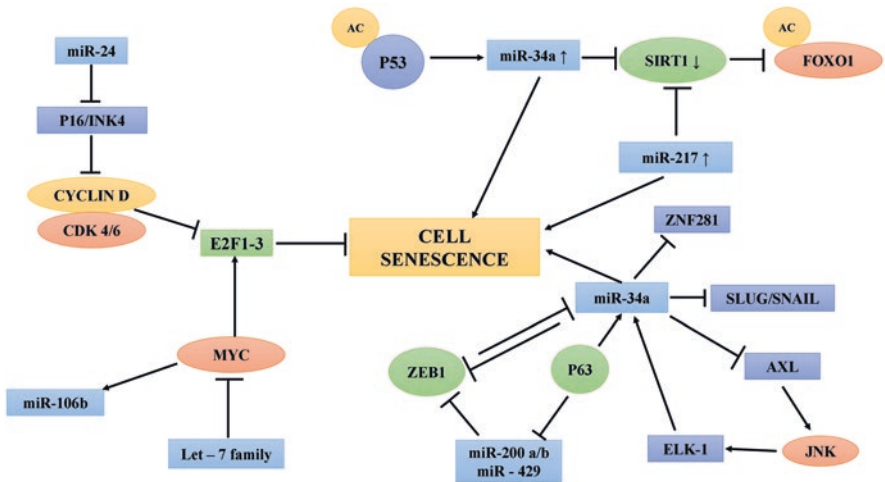 miR-24
P16/INK4
CYCLIN D
CDK 4/6
E2F1-3
MYC
miR-106b
Let – 7 family
AC
P53
miR-34a ↑
SIRT1 ↓
AC
FOXO1
miR-217 ↑
CELL
SENESCENCE
ZNF281
miR-34a
SLUG/SNAIL
ZEB1
P63
AXL
miR-200 a/b
miR - 429
ELK-1
JNK